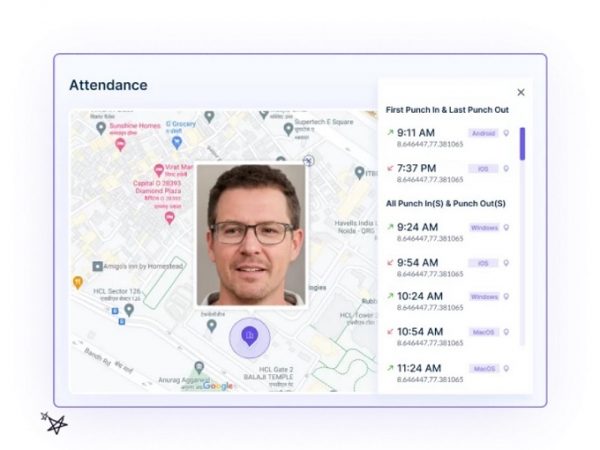 Attendance
Sunshine Homes
G Grocery
Supertech E Square
Virat Mar
Capital O 28393
Diamond Plaza
ITBP
Havells India L
Noida - QRG
Amigo's inn by Homestead
HCL Sector 126
HCL Tower
Rubb
ologies
Bandh Rd
HCL Gate 2
BALAJI TEMPLE
Anurag Aggarwal
Google
First Punch In & Last Punch Out
9:11 AM
Android
8.646447,77.381065
7:37 PM
iOS
8.646447,77.381065
All Punch In(S) & Punch Out(S)
9:24 AM
Windows
8.646447,77.381065
9:54 AM
iOS
8.646447,77.381065
10:24 AM
Windows
8.646447,77.381065
10:54 AM
MacOS
8.646447,77.381065
11:24 AM
MacOS
8.646447,77.381065